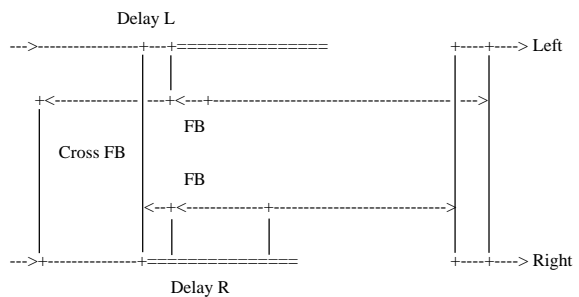 Delay L
--->----------------+---+=============== +---+----> Left
+<----------- ---+<---+-------------------------------- --->
FB
Cross FB
FB
<--+<-----------+----------------------->
--->+--------------+=============== +---+----> Right
Delay R